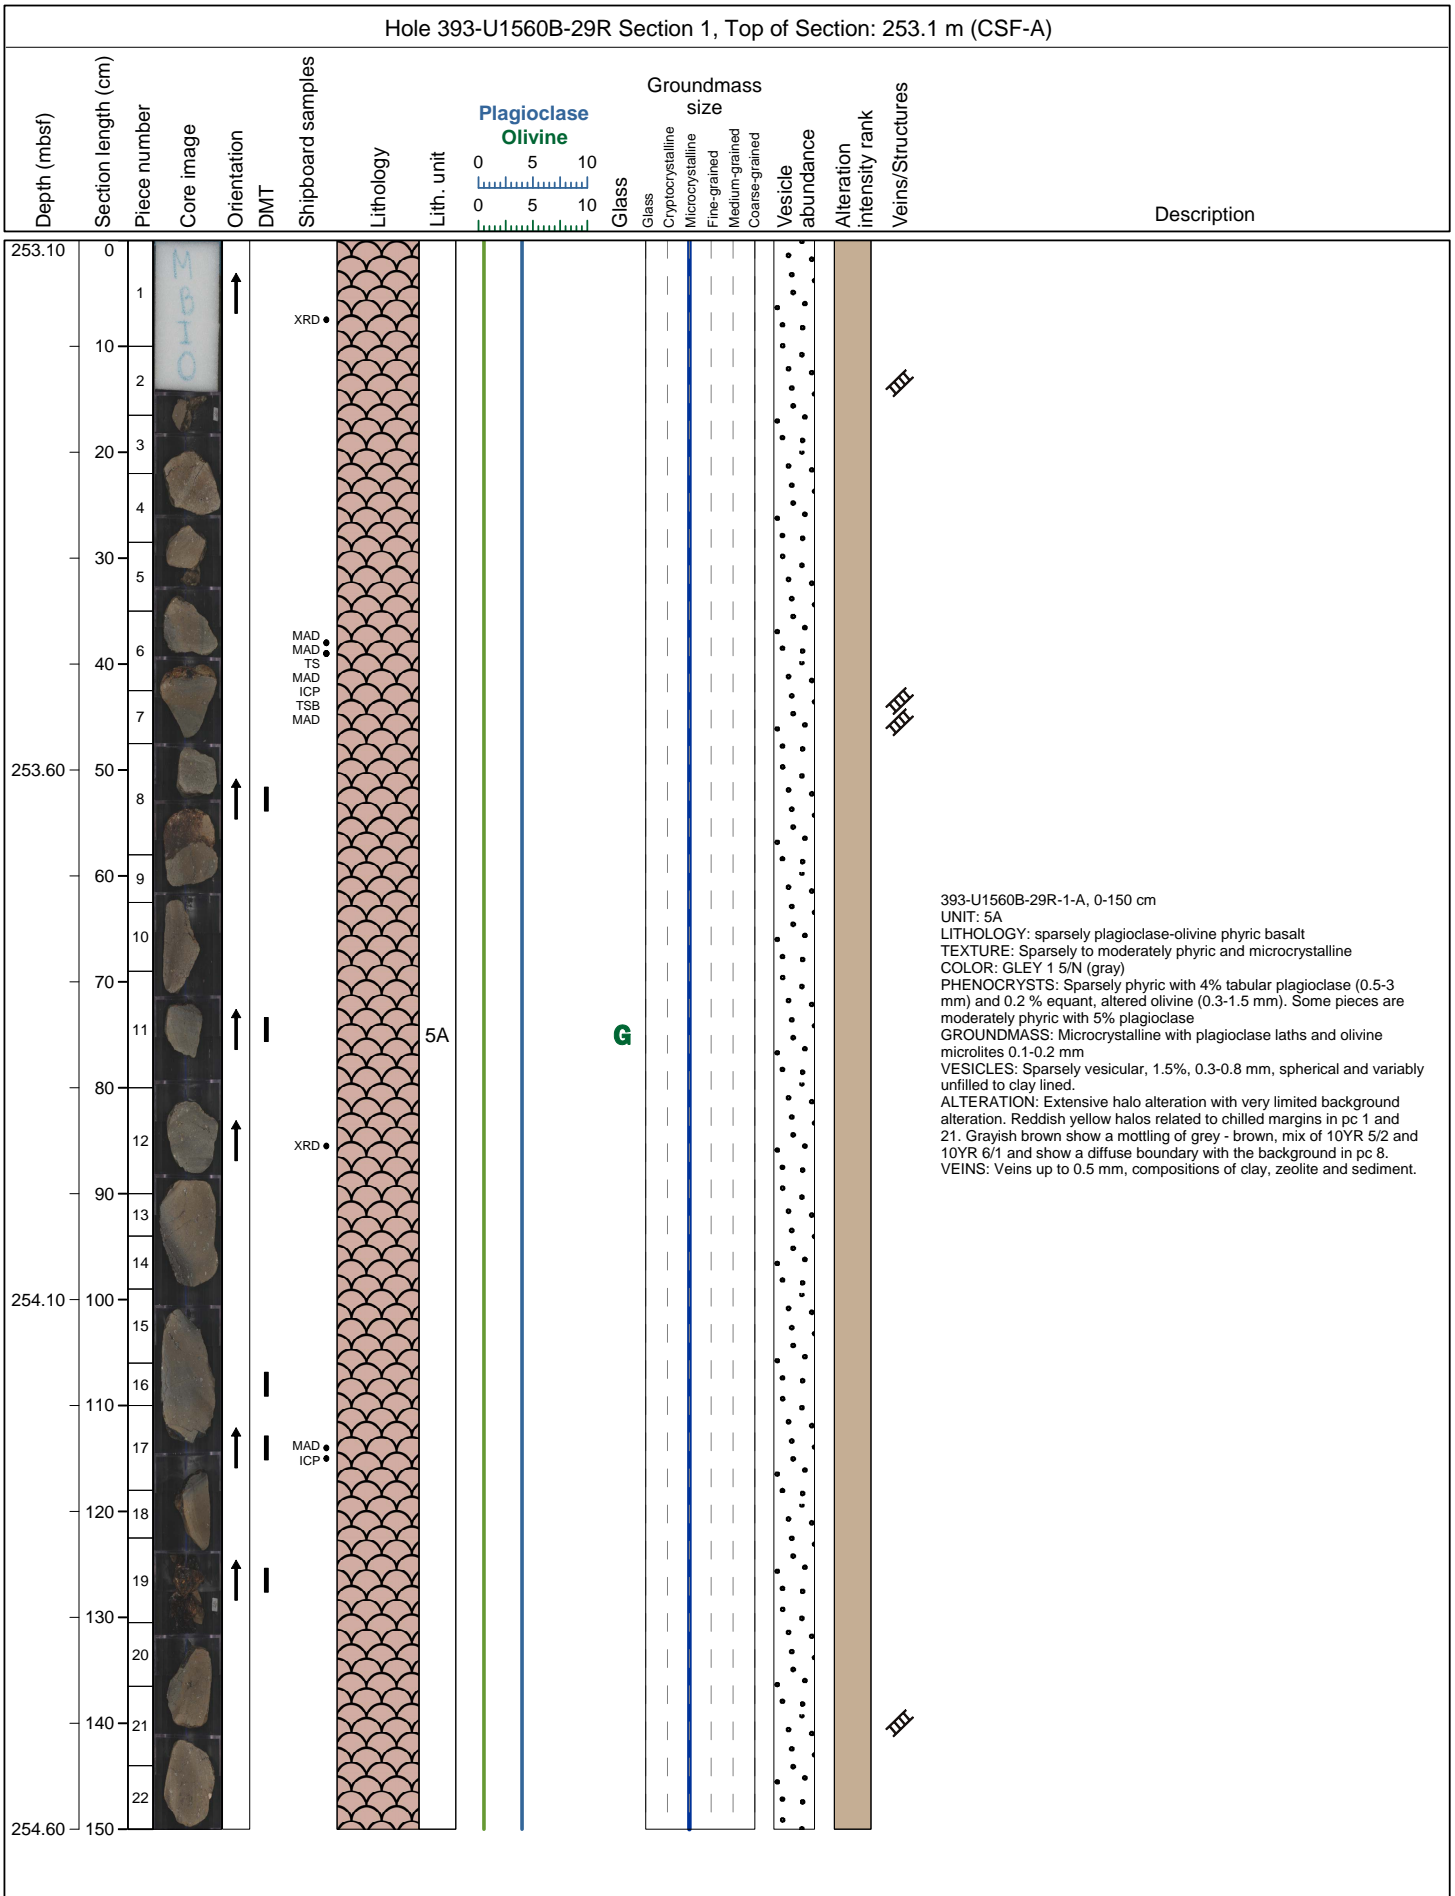 Hole 393-U1560B-29R Section 1, Top of Section: 253.1 m (CSF-A)
Depth (mbsf)
Section length (cm)
Piece number
Core image
Orientation
DMT
Shipboard samples
Lithology
Lith. unit
Plagioclase
Olivine
0 5 10
0 5 10
Glass
Groundmass
size
Glass
Cryptocrystalline
Microcrystalline
Fine-grained
Medium-grained
Coarse-grained
Vesicle
abundance
Alteration
intensity rank
Veins/Structures
Description
253.10
253.60
254.10
254.60
0
10
20
30
40
50
60
70
80
90
100
110
120
130
140
150
1
2
3
4
5
6
7
8
9
10
11
12
13
14
15
16
17
18
19
20
21
22
M
B
I
O
XRD
MAD
MAD
TS
MAD
ICP
TSB
MAD
XRD
MAD
ICP
5A
G
393-U1560B-29R-1-A, 0-150 cm
UNIT: 5A
LITHOLOGY: sparsely plagioclase-olivine phyric basalt
TEXTURE: Sparsely to moderately phyric and microcrystalline
COLOR: GLEY 1 5/N (gray)
PHENOCRYSTS: Sparsely phyric with 4% tabular plagioclase (0.5-3
mm) and 0.2 % equant, altered olivine (0.3-1.5 mm). Some pieces are
moderately phyric with 5% plagioclase
GROUNDMASS: Microcrystalline with plagioclase laths and olivine
microlites 0.1-0.2 mm
VESICLES: Sparsely vesicular, 1.5%, 0.3-0.8 mm, spherical and variably
unfilled to clay lined.
ALTERATION: Extensive halo alteration with very limited background
alteration. Reddish yellow halos related to chilled margins in pc 1 and
21. Grayish brown show a mottling of grey - brown, mix of 10YR 5/2 and
10YR 6/1 and show a diffuse boundary with the background in pc 8.
VEINS: Veins up to 0.5 mm, compositions of clay, zeolite and sediment.